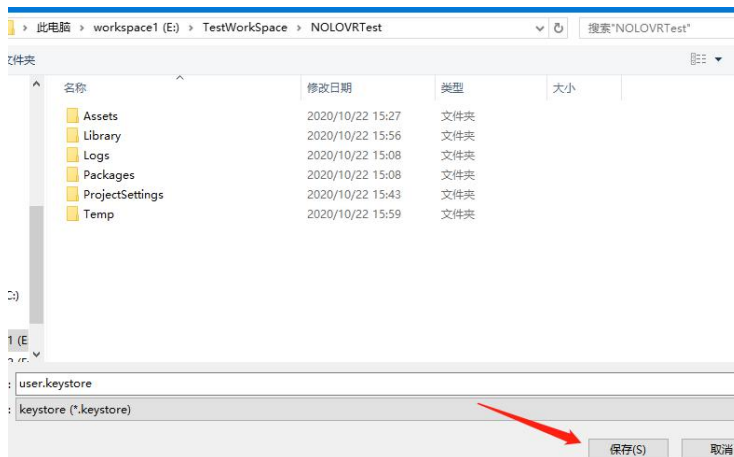 › 此电脑 › workspace1 (E:) › TestWorkSpace › NOLOVRTest 搜索"NOLOVRTest"
文件夹
名称 修改日期 类型 大小
Assets 2020/10/22 15:27 文件夹
Library 2020/10/22 15:56 文件夹
Logs 2020/10/22 15:08 文件夹
Packages 2020/10/22 15:08 文件夹
ProjectSettings 2020/10/22 15:43 文件夹
Temp 2020/10/22 15:59 文件夹
C:)
1 (E
: user.keystore
: keystore (*.keystore)
保存(S) 取消